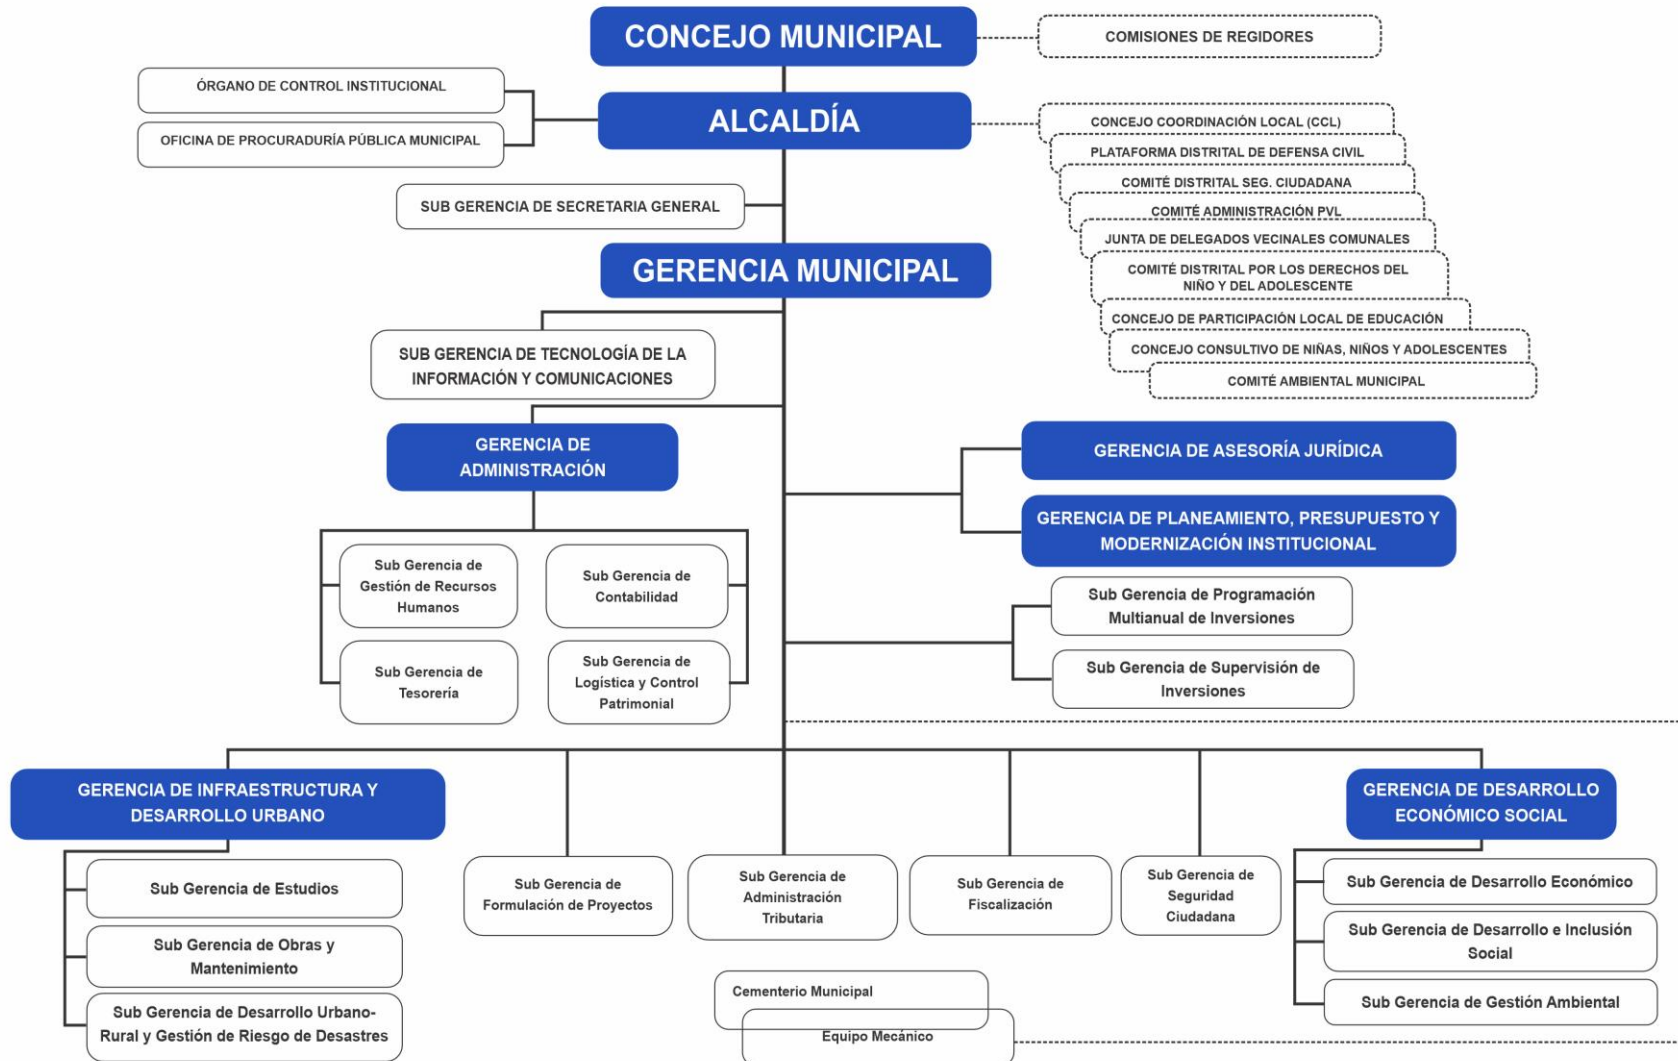 CONCEJO MUNICIPAL
COMISIONES DE REGIDORES
ÓRGANO DE CONTROL INSTITUCIONAL
OFICINA DE PROCURADURÍA PÚBLICA MUNICIPAL
ALCALDÍA
CONCEJO COORDINACIÓN LOCAL (CCL)
PLATAFORMA DISTRITAL DE DEFENSA CIVIL
COMITÉ DISTRITAL SEG. CIUDADANA
COMITÉ ADMINISTRACIÓN PVL
JUNTA DE DELEGADOS VECINALES COMUNALES
COMITÉ DISTRITAL POR LOS DERECHOS DEL
NIÑO Y DEL ADOLESCENTE
CONCEJO DE PARTICIPACIÓN LOCAL DE EDUCACIÓN
CONCEJO CONSULTIVO DE NIÑAS, NIÑOS Y ADOLESCENTES
COMITÉ AMBIENTAL MUNICIPAL
SUB GERENCIA DE SECRETARIA GENERAL
GERENCIA MUNICIPAL
SUB GERENCIA DE TECNOLOGÍA DE LA
INFORMACIÓN Y COMUNICACIONES
GERENCIA DE
ADMINISTRACIÓN
GERENCIA DE ASESORÍA JURÍDICA
GERENCIA DE PLANEAMIENTO, PRESUPUESTO Y
MODERNIZACIÓN INSTITUCIONAL
Sub Gerencia de
Gestión de Recursos
Humanos
Sub Gerencia de
Contabilidad
Sub Gerencia de
Tesorería
Sub Gerencia de
Logística y Control
Patrimonial
Sub Gerencia de Programación
Multianual de Inversiones
Sub Gerencia de Supervisión de
Inversiones
GERENCIA DE INFRAESTRUCTURA Y
DESARROLLO URBANO
GERENCIA DE DESARROLLO
ECONÓMICO SOCIAL
Sub Gerencia de Estudios
Sub Gerencia de Obras y
Mantenimiento
Sub Gerencia de Desarrollo Urbano-
Rural y Gestión de Riesgo de Desastres
Sub Gerencia de
Formulación de Proyectos
Sub Gerencia de
Administración
Tributaria
Sub Gerencia de
Fiscalización
Sub Gerencia de
Seguridad
Ciudadana
Sub Gerencia de Desarrollo Económico
Sub Gerencia de Desarrollo e Inclusión
Social
Sub Gerencia de Gestión Ambiental
Cementerio Municipal
Equipo Mecánico